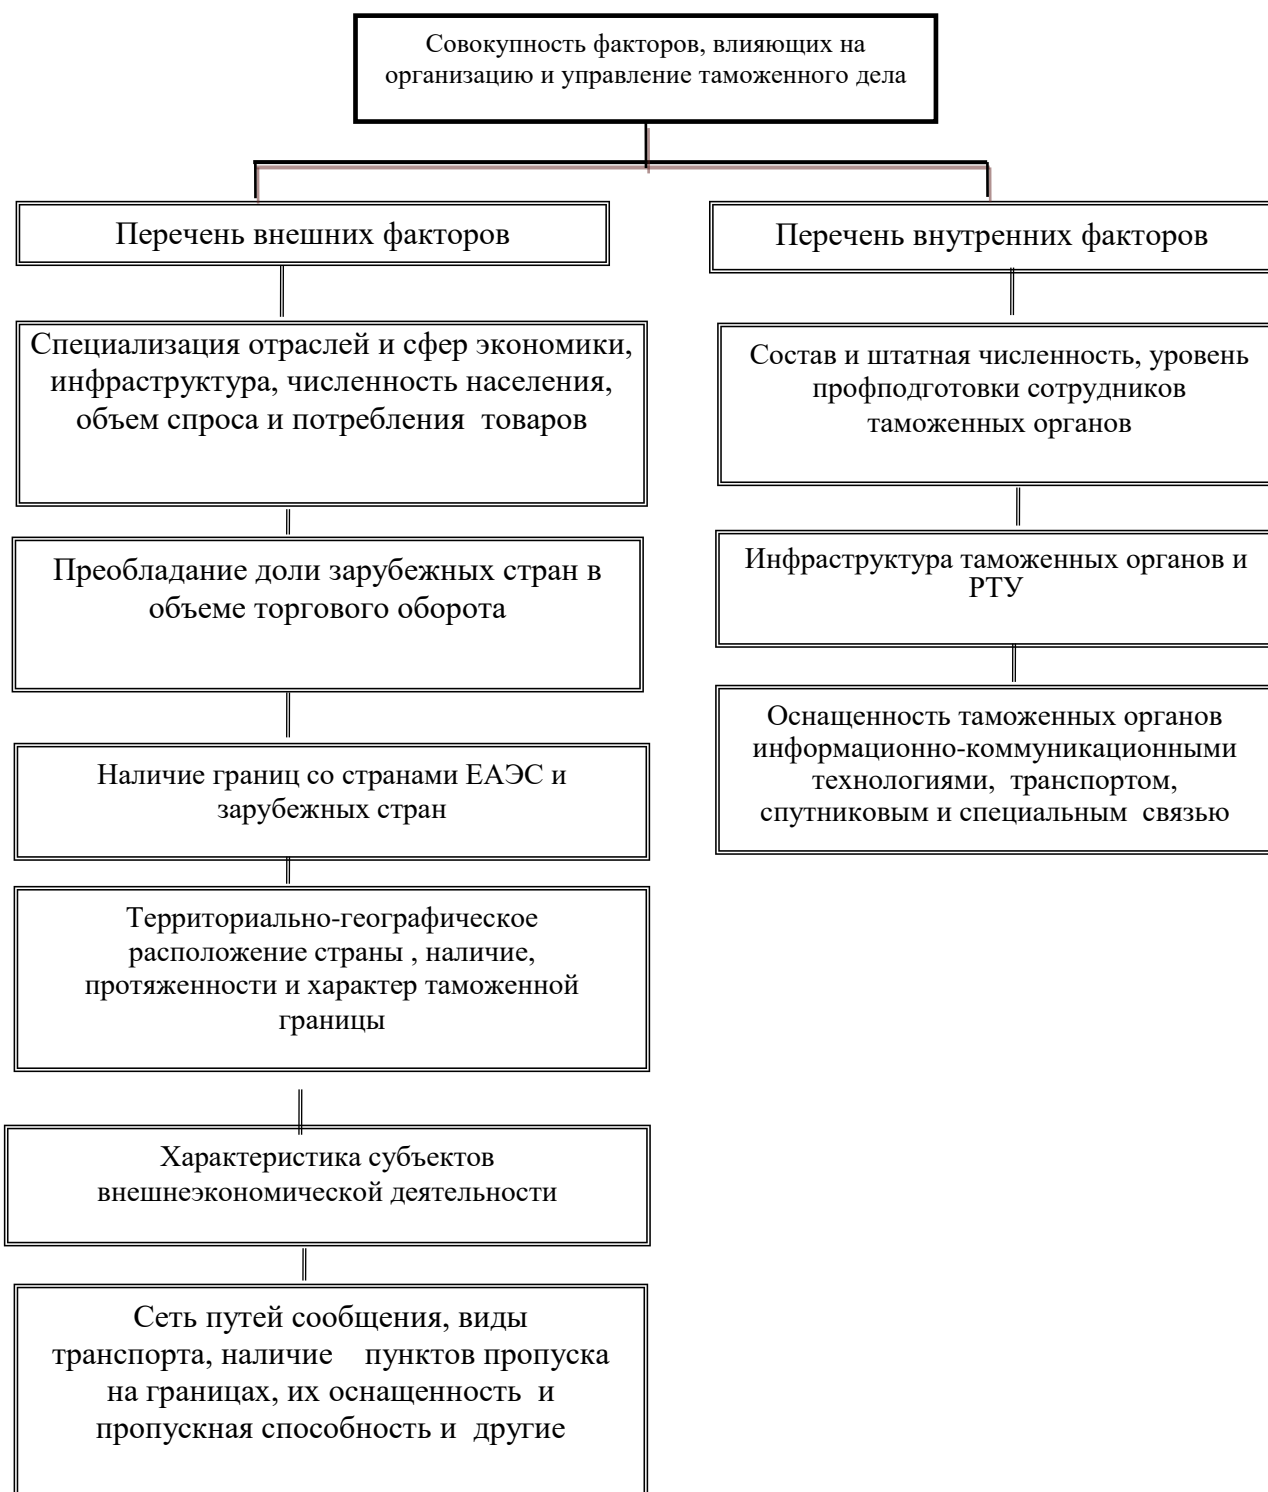 Совокупность факторов, влияющих на
организацию и управление таможенного дела
Перечень внешних факторов
Специализация отраслей и сфер экономики,
инфраструктура, численность населения,
объем спроса и потребления товаров
Преобладание доли зарубежных стран в
объеме торгового оборота
Наличие границ со странами ЕАЭС и
зарубежных стран
Территориально-географическое
расположение страны , наличие,
протяженности и характер таможенной
границы
Характеристика субъектов
внешнеэкономической деятельности
Сеть путей сообщения, виды
транспорта, наличие пунктов пропуска
на границах, их оснащенность и
пропускная способность и другие
Перечень внутренних факторов
Состав и штатная численность, уровень
профподготовки сотрудников
таможенных органов
Инфраструктура таможенных органов и
РТУ
Оснащенность таможенных органов
информационно-коммуникационными
технологиями, транспортом,
спутниковым и специальным связью